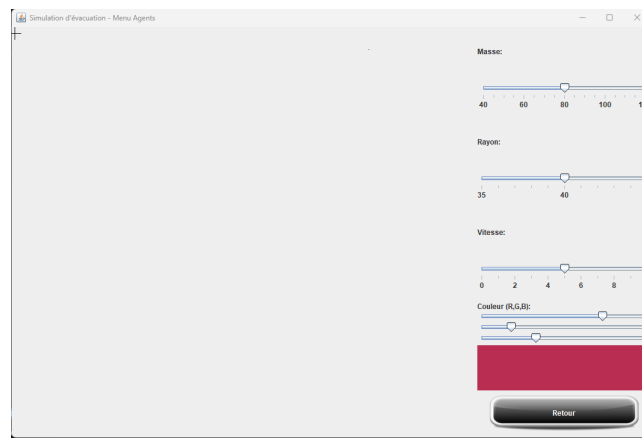 Simulation d'évacuation - Menu Agents
Masse:
40 60 80 100 1
Rayon:
35 40
Vitesse:
0 2 4 6 8
Couleur (R,G,B):
Retour